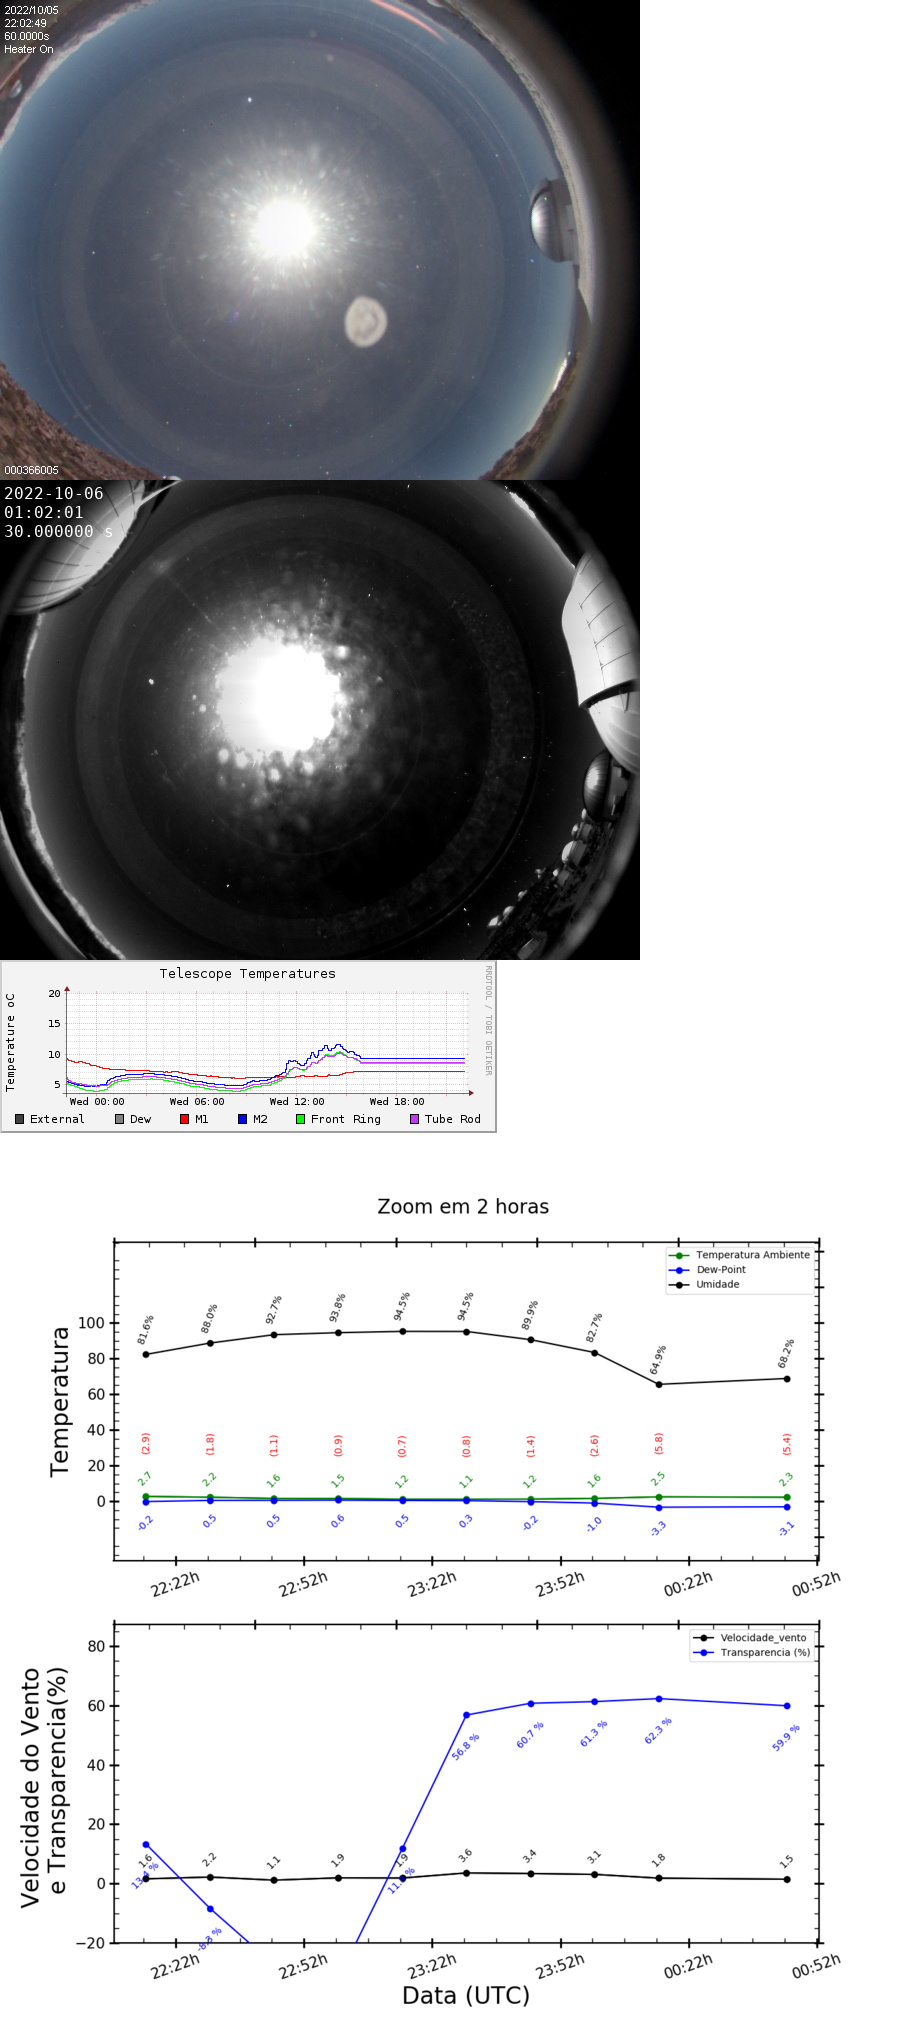 2022/10/05
22:02:49
60.0000s
Heater On
000366005
2022-10-06
01:02:01
30.000000 s
Telescope Temperatures
RRDTOOL / TOBI OETIKER
Temperature oC
20
15
10
5
Wed 00:00 Wed 06:00 Wed 12:00 Wed 18:00
External Dew M1 M2 Front Ring Tube Rod
Zoom em 2 horas
Temperatura Ambiente
Dew-Point
Umidade
Temperatura
100
80
60
40
20
0
81.6% 88.0% 92.7% 93.8% 94.5% 94.5% 89.9% 82.7% 64.9% 68.2%
(2.9) (1.8) (1.1) (0.9) (0.7) (0.8) (1.4) (2.6) (5.8) (5.4)
2.7 2.2 1.6 1.5 1.2 1.1 1.2 1.6 2.5 2.3
-0.2 0.5 0.5 0.6 0.5 0.3 -0.2 -1.0 -3.3 -3.1
22:22h 22:52h 23:22h 23:52h 00:22h 00:52h
Velocidade_vento
Transparencia (%)
Velocidade do Vento
e Transparencia(%)
80
60
40
20
0
−20
1.6 2.2 1.1 1.9 1.9 3.6 3.4 3.1 1.8 1.5
-8.3 % 56.8 % 60.7 % 61.3 % 62.3 % 59.9 %
22:22h 22:52h 23:22h 23:52h 00:22h 00:52h
Data (UTC)